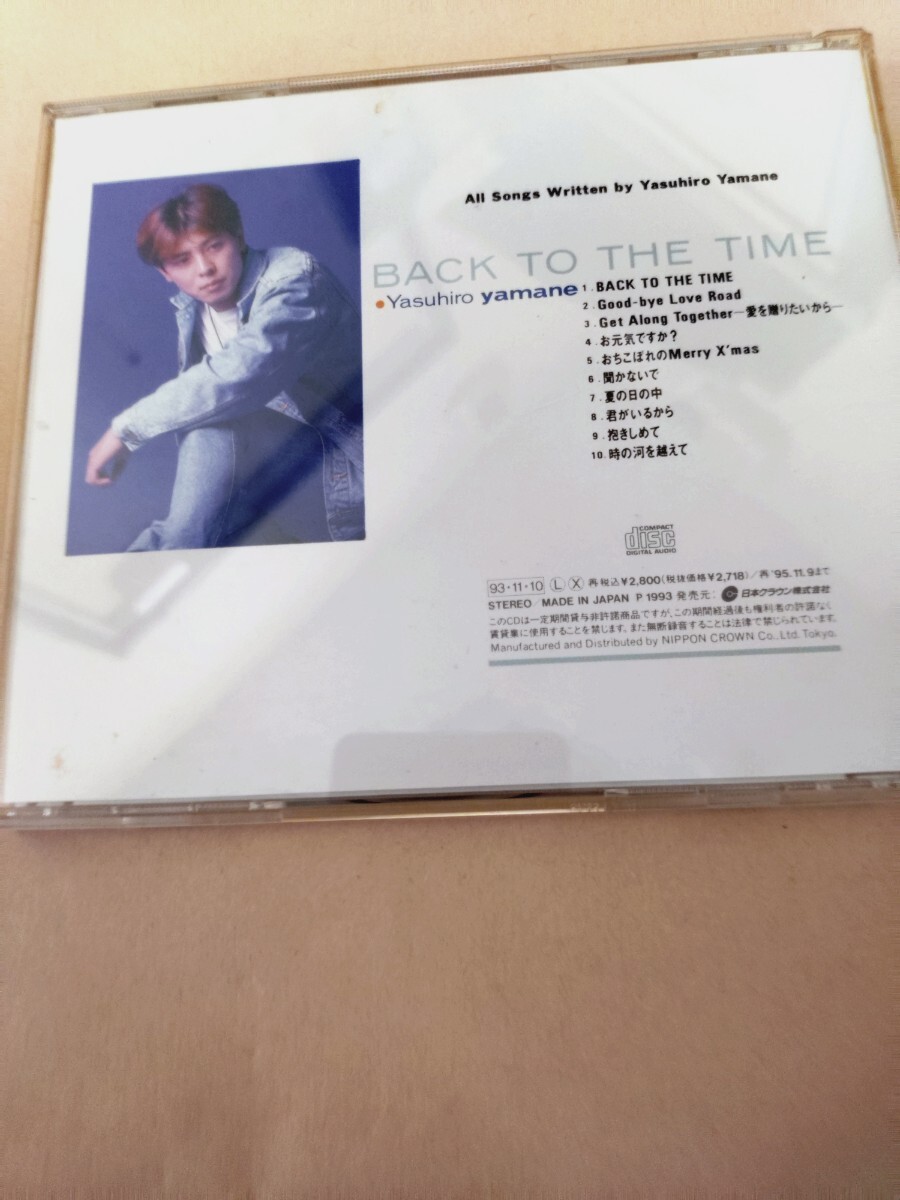 All Songs Written by Yasuhiro Yamane
BACK TO THE TIME
●Yasuhiro yamane
1.BACK TO THE TIME
2.Good-bye Love Road
3.Get Along Together—愛を贈りたいから—
4.お元気ですか?
5.おちこぼれのMerry X'mas
6.聞かないで
7.夏の日の中
8.君がいるから
9.抱きしめて
10.時の河を越えて
COMPACT
disc
DIGITAL AUDIO
93・11・10 Ⓛ Ⓧ 再 税込¥2,800(税抜価格¥2,718)/再 '95.11.9まで
STEREO/MADE IN JAPAN P 1993 発売元: 日本クラウン株式会社
このCDは一定期間貸与非許諾商品ですが、この期間経過後も権利者の許諾なく
賃貸業に使用することを禁じます。また無断録音することは法律で禁じられています。
Manufactured and Distributed by NIPPON CROWN Co., Ltd. Tokyo.